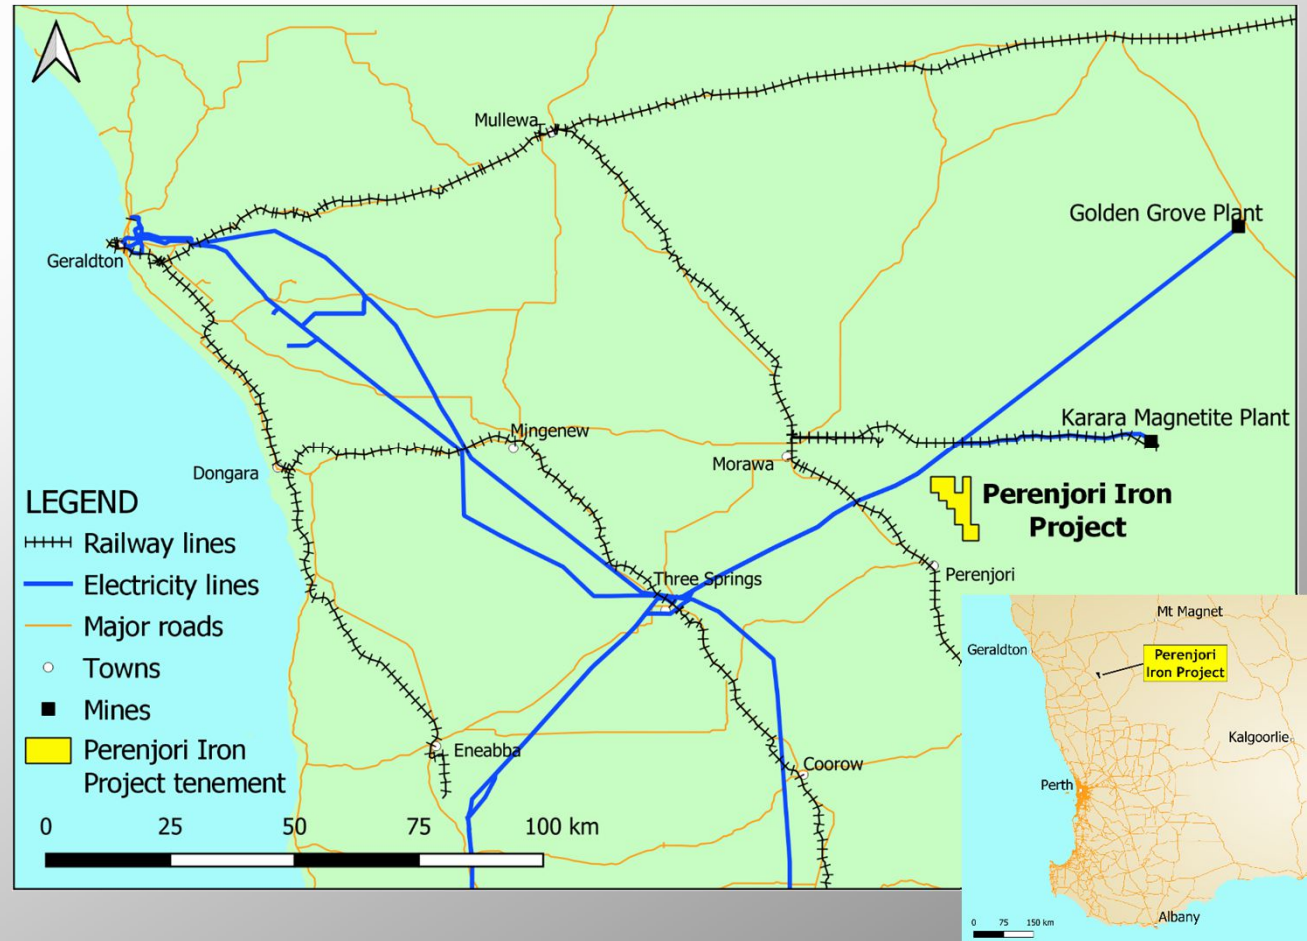 Mullewa
Golden Grove Plant
Geraldton
Karara Magnetite Plant
Mingenew
Morawa
Dongara
Perenjori Iron
Project
LEGEND
Railway lines
Electricity lines
Major roads
Towns
Mines
Perenjori Iron
Project tenement
0 25 50 75 100 km
Three Springs
Perenjori
Eneabba
Coorow
Mt Magnet
Geraldton
Perenjori
Iron Project
Kalgoorlie
Perth
Albany
0 75 150 km